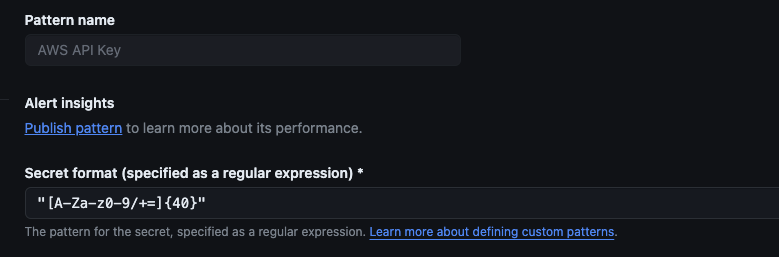 Pattern name
AWS API Key
Alert insights
Publish pattern to learn more about its performance.
Secret format (specified as a regular expression) *
"[A-Za-z0-9/+=]{40}"
The pattern for the secret, specified as a regular expression. Learn more about defining custom patterns.